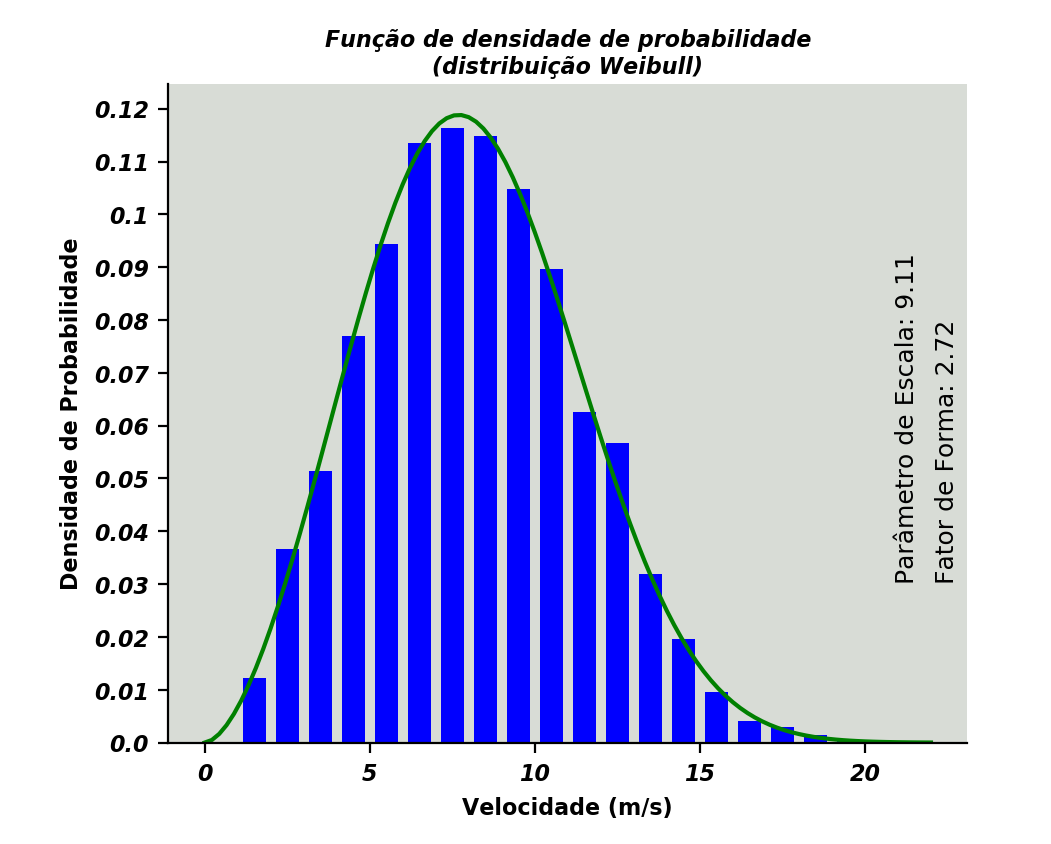 Função de densidade de probabilidade
(distribuição Weibull)
0.12
0.11
0.1
0.09
0.08
0.07
0.06
0.05
0.04
0.03
0.02
0.01
0.0
Densidade de Probabilidade
Parâmetro de Escala: 9.11
Fator de Forma: 2.72
0 5 10 15 20
Velocidade (m/s)